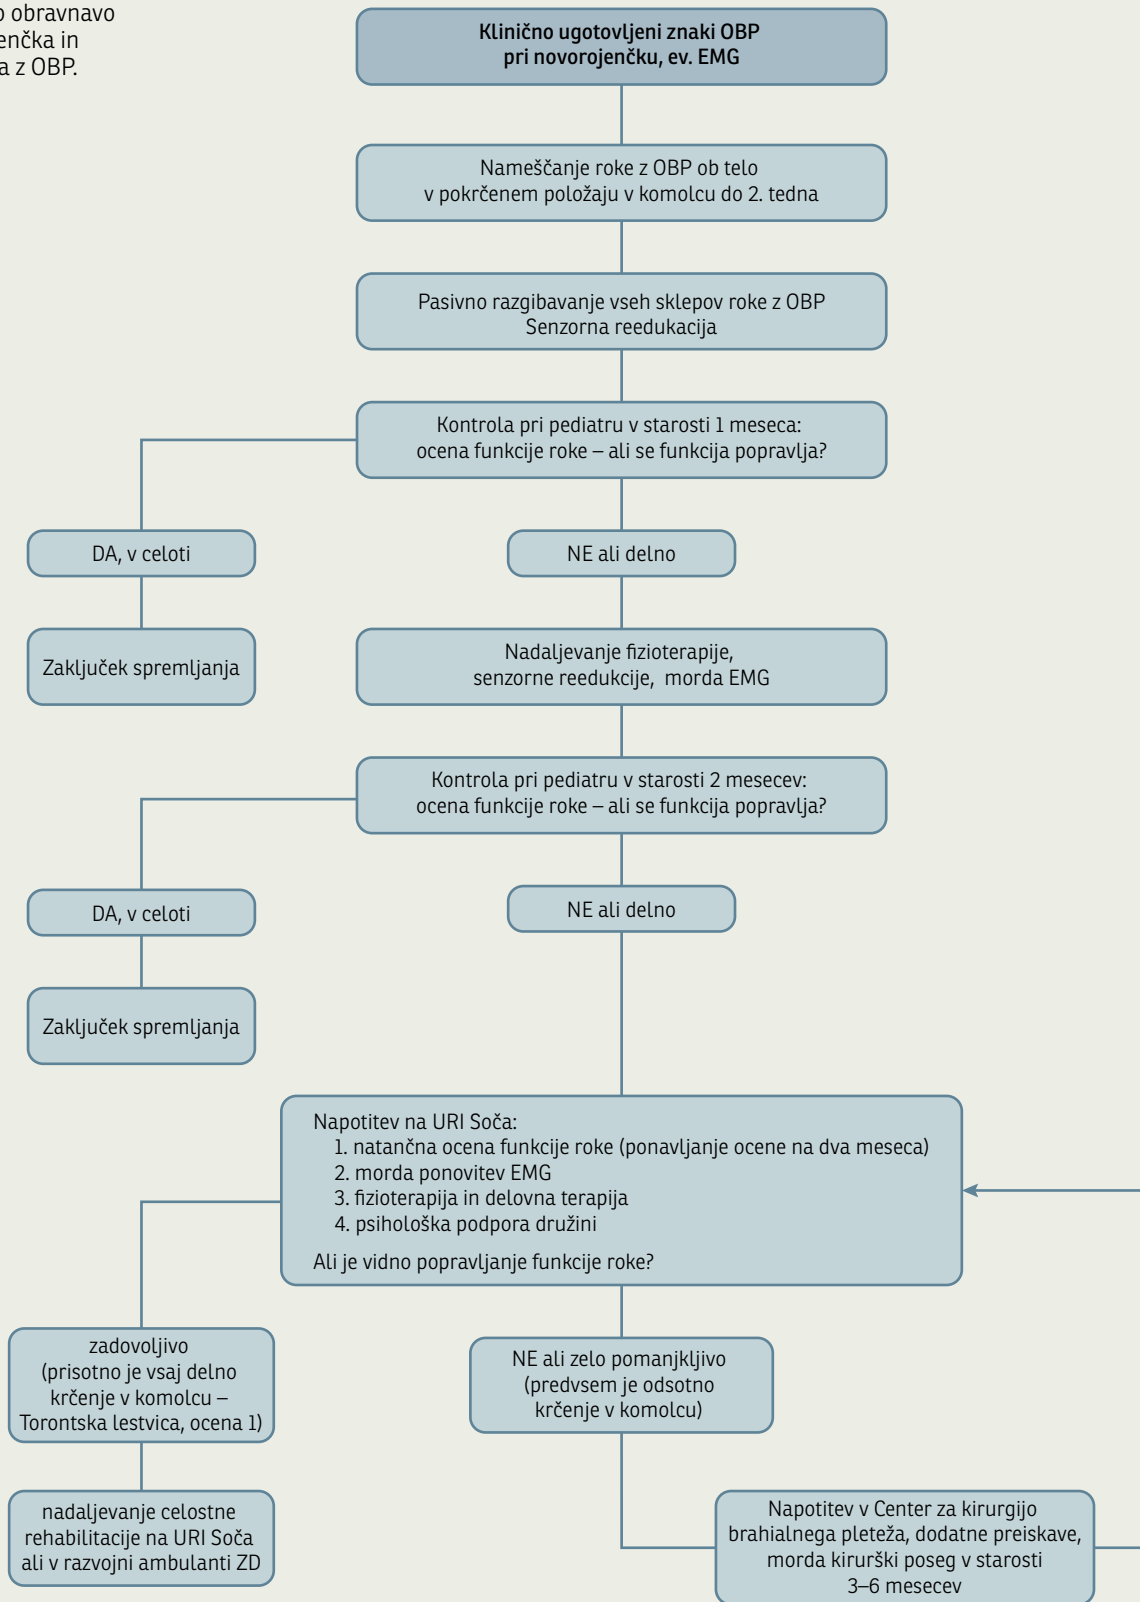 obravnavo
in
z OBP.
Klinično ugotovljeni znaki OBP
pri novorojenčku, ev. EMG
Nameščanje roke z OBP ob telo
v pokrčenem položaju v komolcu do 2. tedna
Pasivno razgibavanje vseh sklepov roke z OBP
Senzorna reedukacija
Kontrola pri pediatru v starosti 1 meseca:
ocena funkcije roke – ali se funkcija popravlja?
DA, v celoti
NE ali delno
Zaključek spremljanja
Nadaljevanje fizioterapije,
senzorne reedukcije, morda EMG
Kontrola pri pediatru v starosti 2 mesecev:
ocena funkcije roke – ali se funkcija popravlja?
DA, v celoti
NE ali delno
Zaključek spremljanja
Napotitev na URI Soča:
1. natančna ocena funkcije roke (ponavljanje ocene na dva meseca)
2. morda ponovitev EMG
3. fizioterapija in delovna terapija
4. psihološka podpora družini
Ali je vidno popravljanje funkcije roke?
zadovoljivo
(prisotno je vsaj delno
krčenje v komolcu –
Torontska lestvica, ocena 1)
NE ali zelo pomanjkljivo
(predvsem je odsotno
krčenje v komolcu)
nadaljevanje celostne
rehabilitacije na URI Soča
ali v razvojni ambulanti ZD
Napotitev v Center za kirurgijo
brahialnega pleteža, dodatne preiskave,
morda kirurški poseg v starosti
3–6 mesecev